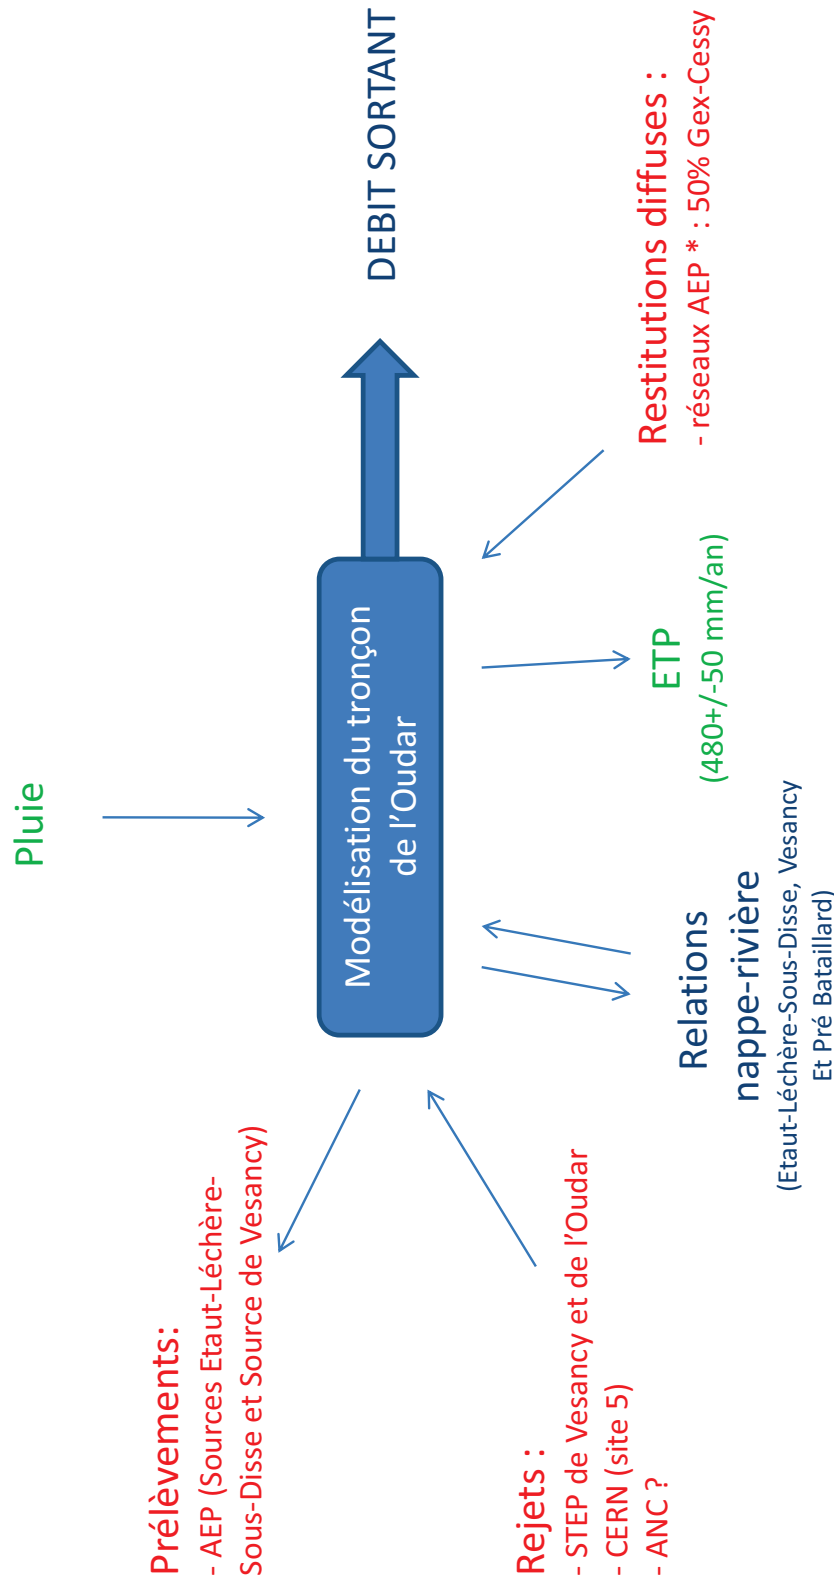 Pluie
Prélèvements:
- AEP (Sources Etaut-Léchère-
Sous-Disse et Source de Vesancy)
Modélisation du tronçon
de l'Oudar
DEBIT SORTANT
Rejets :
- STEP de Vesancy et de l'Oudar
- CERN (site 5)
- ANC ?
Relations
nappe-rivière
(Etaut-Léchère-Sous-Disse, Vesancy
Et Pré Bataillard)
ETP
(480+/-50 mm/an)
Restitutions diffuses :
- réseaux AEP * : 50% Gex-Cessy